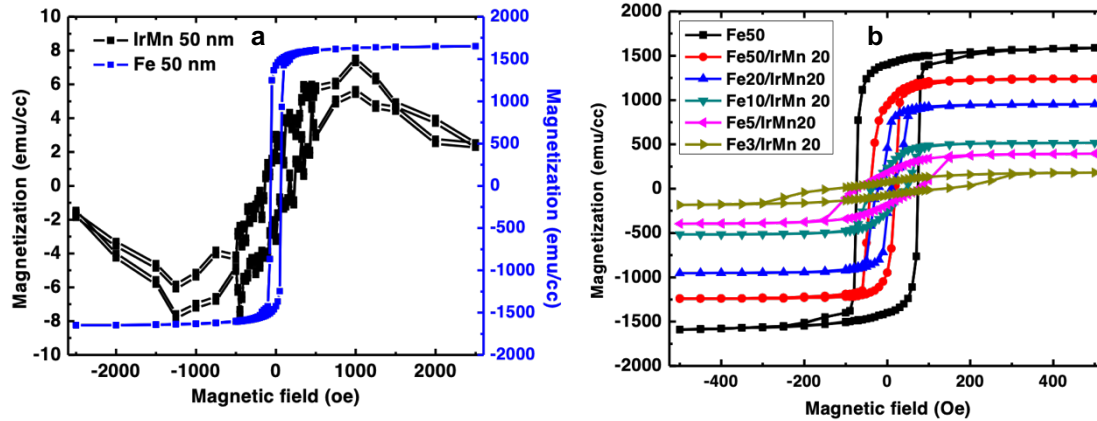 a
IrMn 50 nm
Fe 50 nm
10
8
6
4
2
0
-2
-4
-6
-8
-10
Magnetization (emu/cc)
2000
1500
1000
500
0
-500
1000
1500
2000
Magnetization (emu/cc)
-2000 -1000 0 1000 2000
Magnetic field (oe)
b
Fe50
Fe50/IrMn 20
Fe20/IrMn20
Fe10/IrMn 20
Fe5/IrMn20
Fe3/IrMn 20
2000
1500
1000
500
0
-500
-1000
-1500
-2000
Magnetization (emu/cc)
-400 -200 0 200 400
Magnetic field (Oe)